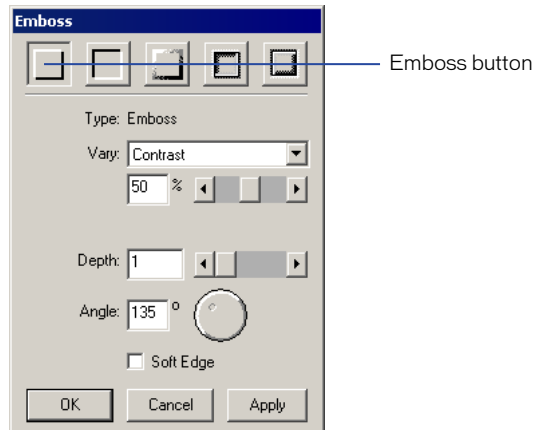 Emboss
Emboss button
Type: Emboss
Vary: Contrast
50 %
Depth: 1
Angle: 135 °
Soft Edge
OK Cancel Apply